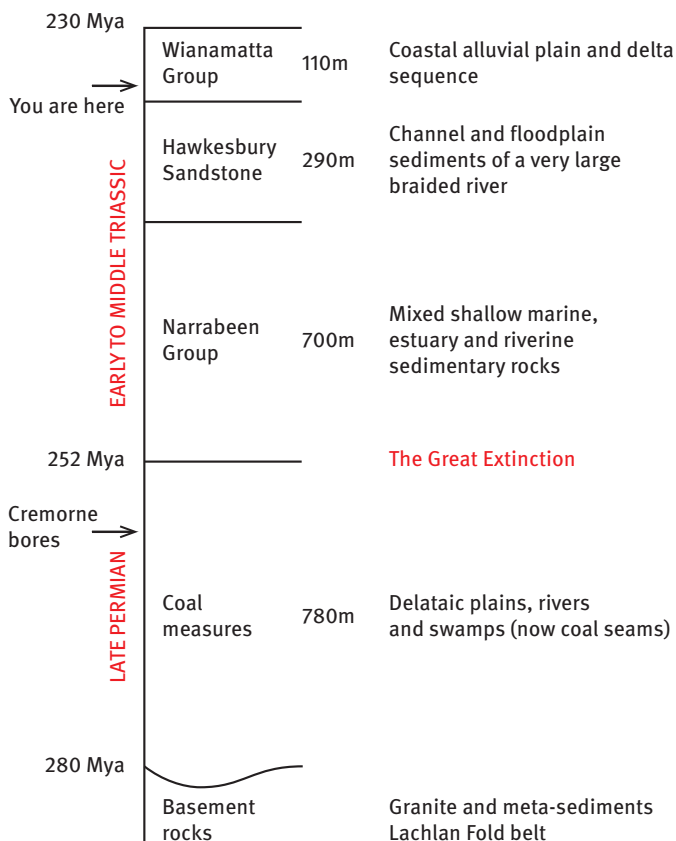 230 Mya
Wianamatta
Group
110m
Coastal alluvial plain and delta
sequence
You are here
Hawkesbury
Sandstone
290m
Channel and floodplain
sediments of a very large
braided river
EARLY TO MIDDLE TRIASSIC
Narrabeen
Group
700m
Mixed shallow marine,
estuary and riverine
sedimentary rocks
252 Mya
The Great Extinction
Cremorne
bores
LATE PERMIAN
Coal
measures
780m
Delataic plains, rivers
and swamps (now coal seams)
280 Mya
Basement
rocks
Granite and meta-sediments
Lachlan Fold belt